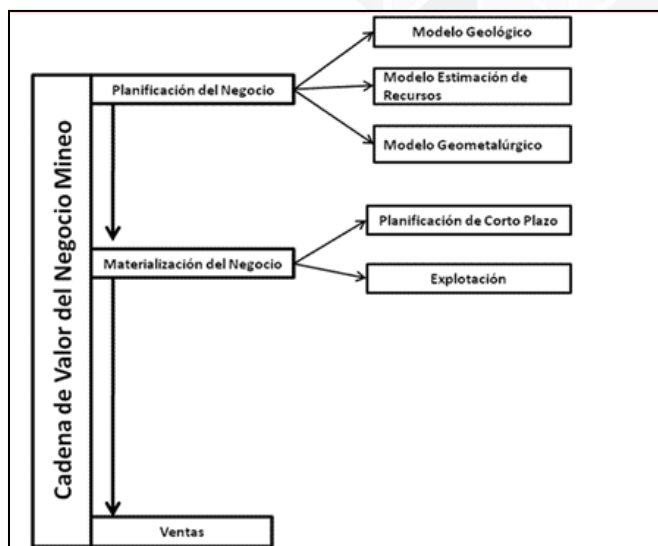 Cadena de Valor del Negocio Mineo
Planificación del Negocio
Modelo Geológico
Modelo Estimación de
Recursos
Modelo Geometalúrgico
Materialización del Negocio
Planificación de Corto Plazo
Explotación
Ventas